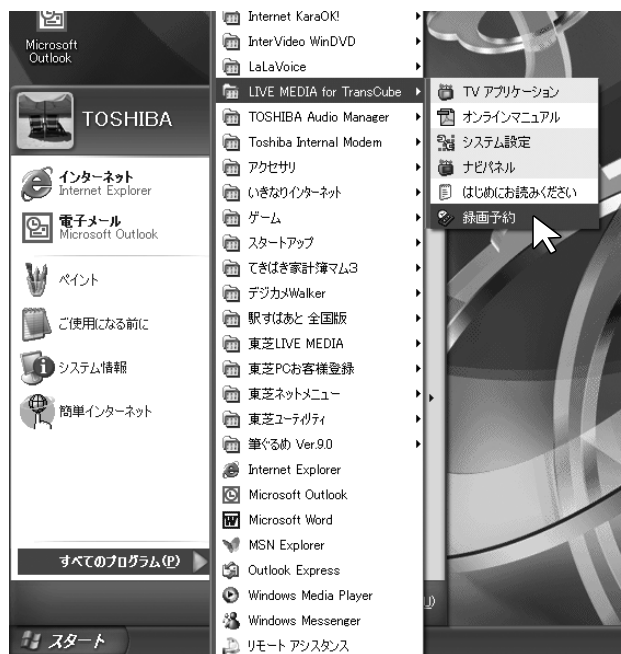 Microsoft
Outlook
TOSHIBA
インターネット
Internet Explorer
電子メール
Microsoft Outlook
ペイント
ご使用になる前に
システム情報
簡単インターネット
すべてのプログラム(P)
スタート
Internet KaraOK!
InterVideo WinDVD
LaLaVoice
LIVE MEDIA for TransCube
TOSHIBA Audio Manager
Toshiba Internal Modem
アクセサリ
いきなりインターネット
ゲーム
スタートアップ
てきぱき家計簿マム3
デジカメWalker
駅すぱあと 全国版
東芝LIVE MEDIA
東芝PCお客様登録
東芝ネットメニュー
東芝ユーティリティ
筆ぐるめ Ver.9.0
Internet Explorer
Microsoft Outlook
Microsoft Word
MSN Explorer
Outlook Express
Windows Media Player
Windows Messenger
リモート アシスタンス
TV アプリケーション
オンラインマニュアル
システム設定
ナビパネル
はじめにお読みください
録画予約
U)